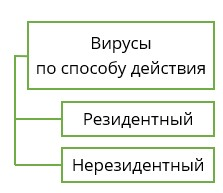 Вирусы
по способу действия
Резидентный
Нерезидентный